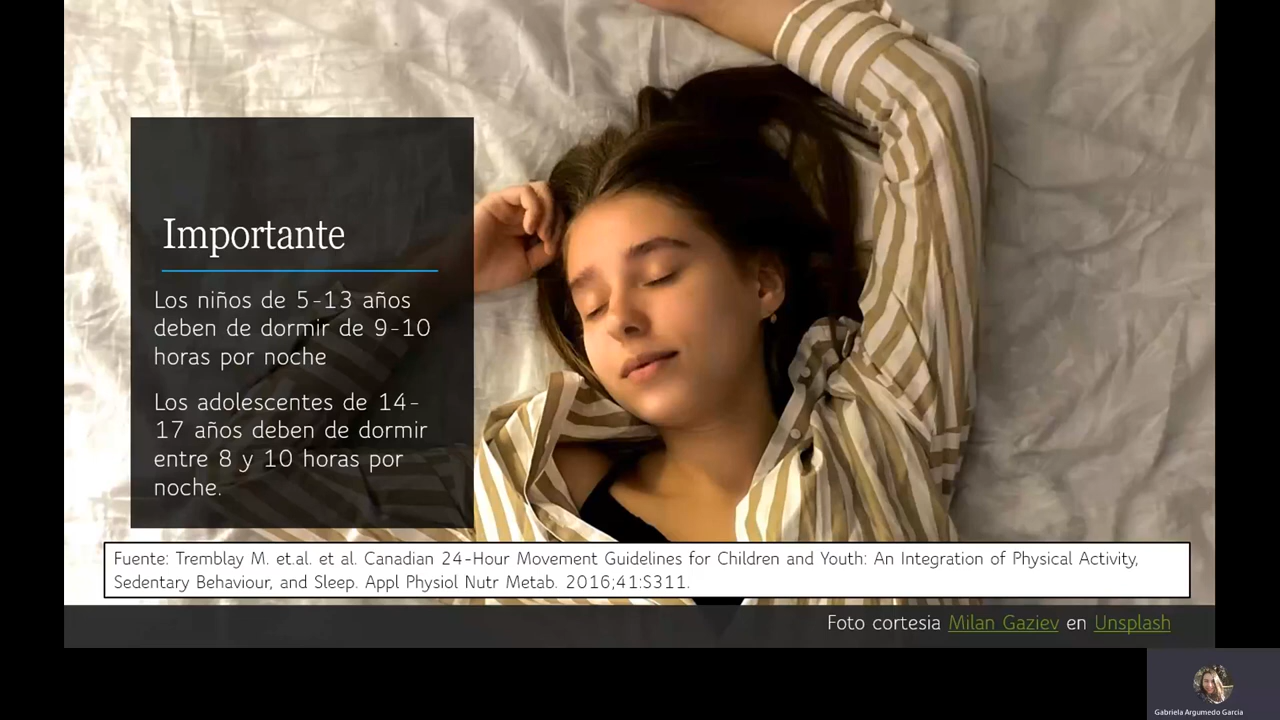 Importante
Los niños de 5-13 años
deben de dormir de 9-10
horas por noche
Los adolescentes de 14-
17 años deben de dormir
entre 8 y 10 horas por
noche.
Fuente: Tremblay M. et.al. et al. Canadian 24-Hour Movement Guidelines for Children and Youth: An Integration of Physical Activity,
Sedentary Behaviour, and Sleep. Appl Physiol Nutr Metab. 2016;41:S311.
Foto cortesia Milan Gaziev en Unsplash
Gabriela Argumedo Garcia